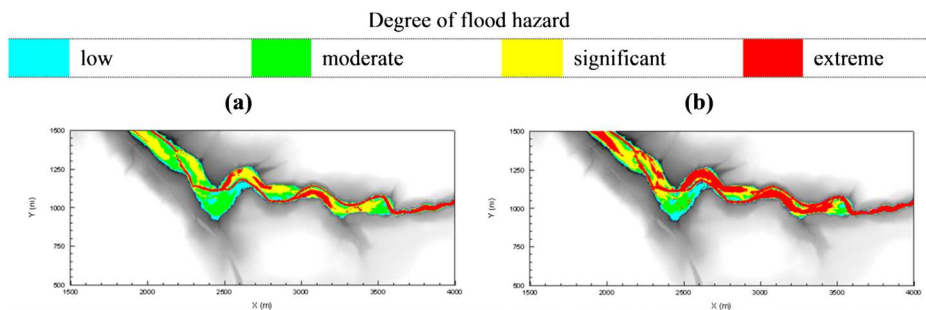 Degree of flood hazard
low moderate significant extreme
(a) (b)
1500
1250
1000
750
500
Y (m)
1500 2000 2500 3000 3500 4000
X (m)
1500
1250
1000
750
500
Y (m)
1500 2000 2500 3000 3500 4000
X (m)